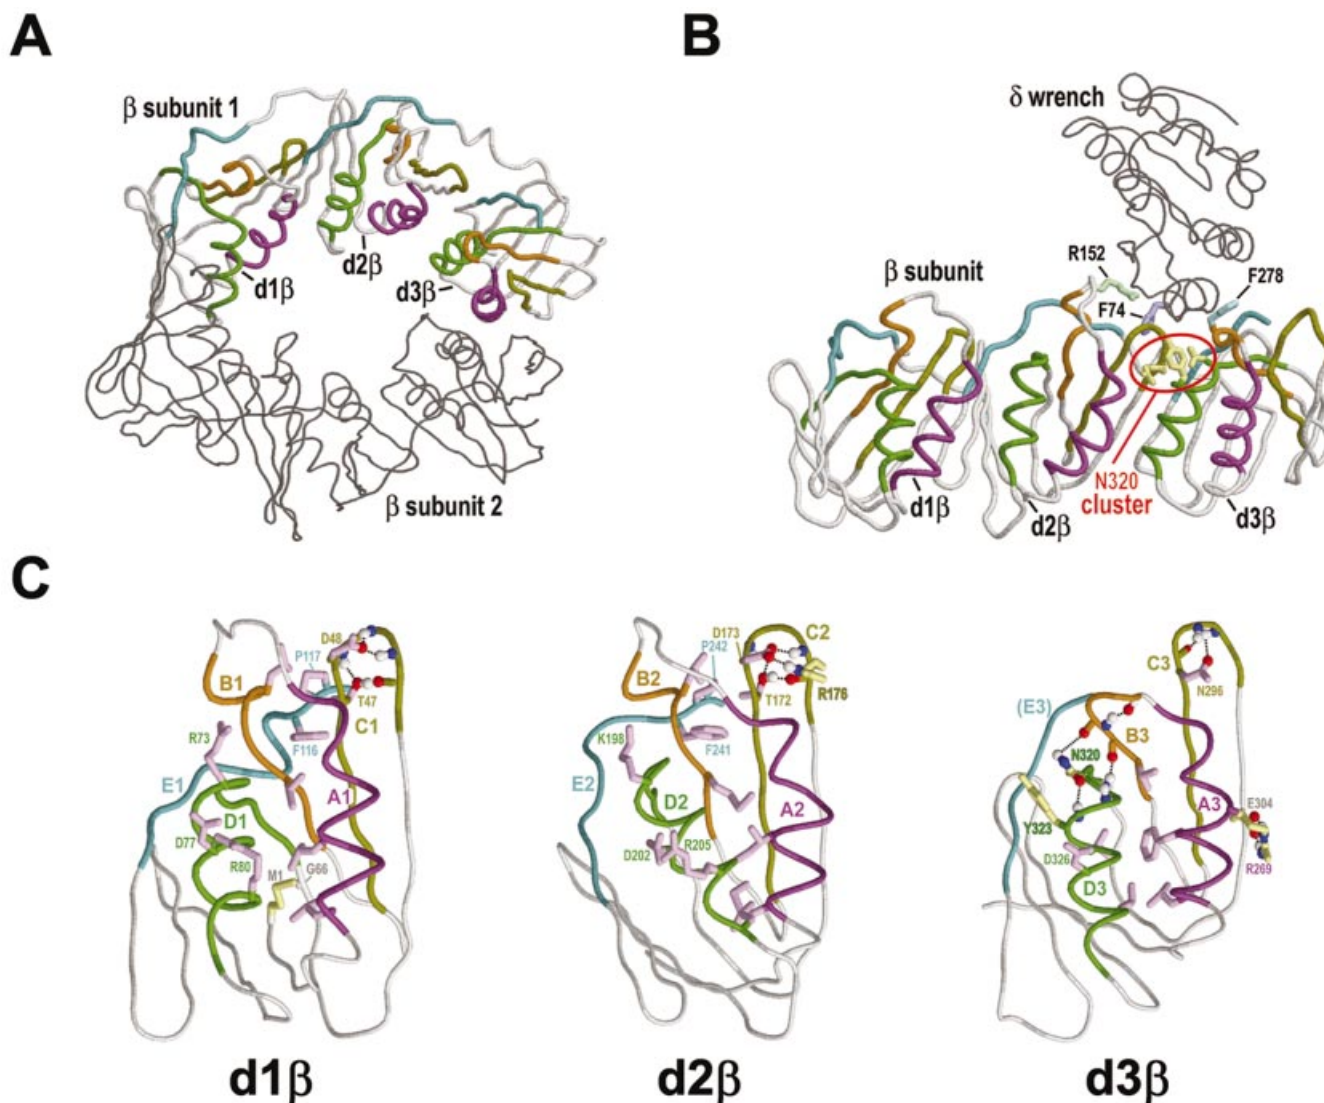 A
β subunit 1
d1β
d2β
d3β
β subunit 2
B
δ wrench
β subunit
R152
F74
F278
d1β
d2β
N320
cluster
d3β
C
D48
P117
B1
T47
C1
R73
F116
E1
A1
D1
D77
R80
M1
G66
d1β
D173
C2
P242
B2
T172
R176
K198
F241
E2
D2
A2
D202
R205
d2β
C3
N296
(E3)
B3
N320
A3
E304
Y323
D326
R269
D3
d3β